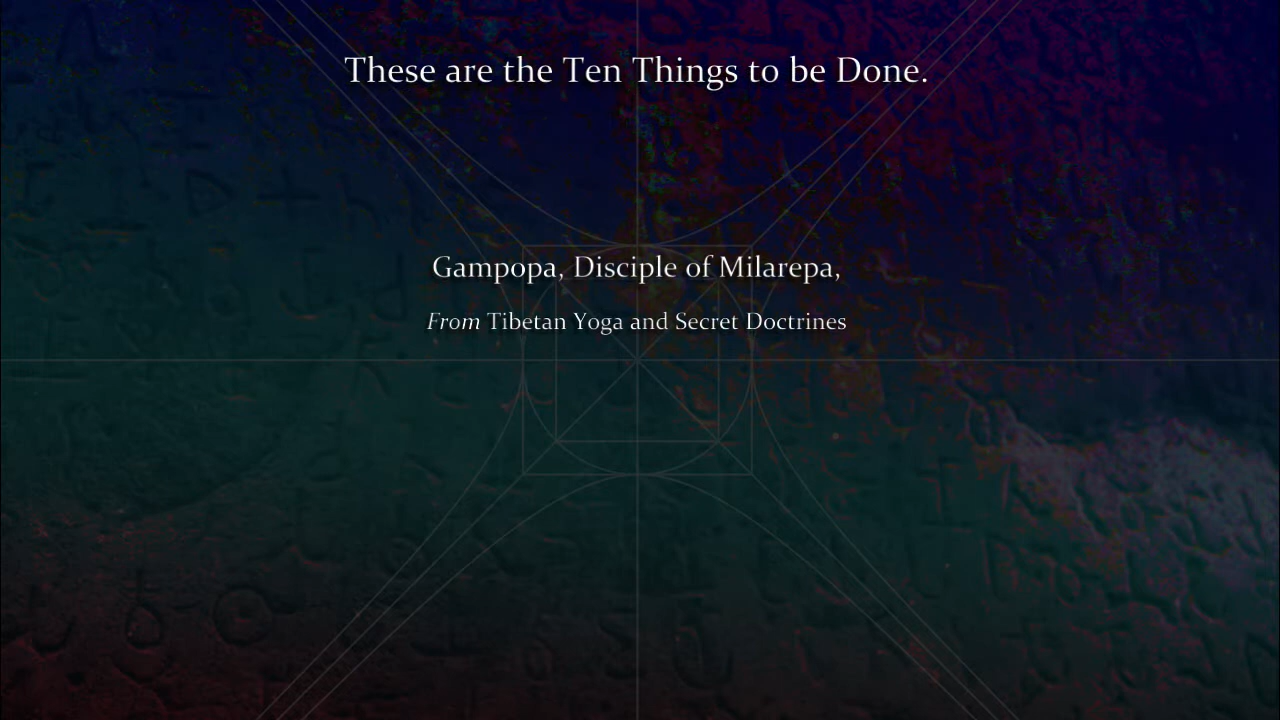 These are the Ten Things to be Done.
Gampopa, Disciple of Milarepa,
From Tibetan Yoga and Secret Doctrines